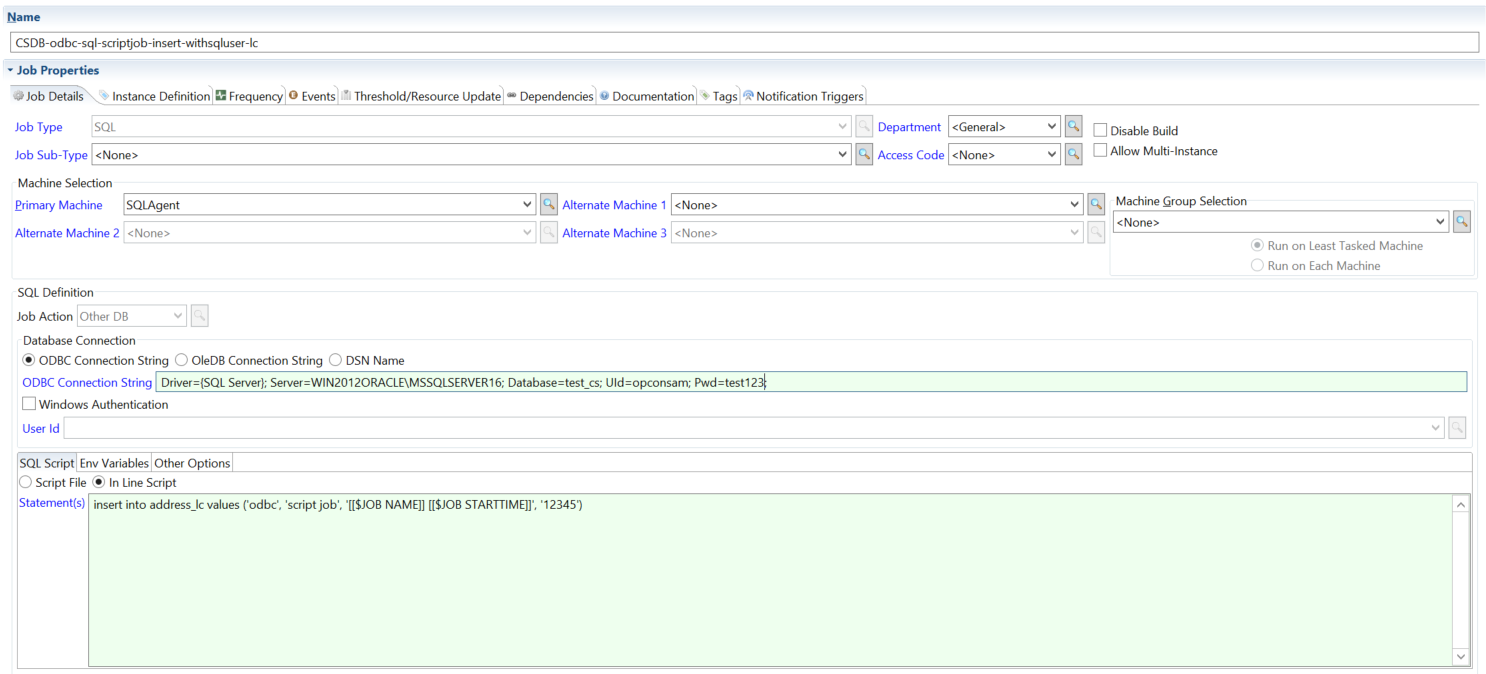 Name
CSDB-odbc-sql-scriptjob-insert-withsqluser-lc
Job Properties
Job Details Instance Definition Frequency Events Threshold/Resource Update Dependencies Documentation Tags Notification Triggers
Job Type SQL Department <General> Disable Build
Job Sub-Type <None> Access Code <None> Allow Multi-Instance
Machine Selection
Primary Machine SQLAgent Alternate Machine 1 <None> Machine Group Selection
<None>
Alternate Machine 2 <None> Alternate Machine 3 <None>
Run on Least Tasked Machine
Run on Each Machine
SQL Definition
Job Action Other DB
Database Connection
ODBC Connection String OleDB Connection String DSN Name
ODBC Connection String Driver={SQL Server}; Server=WIN2012ORACLE\MSSQLSERVER16; Database=test_cs; UId=opconsam; Pwd=test123;
Windows Authentication
User Id
SQL Script Env Variables Other Options
Script File In Line Script
Statement(s) insert into address_lc values ('odbc', 'script job', '[[$JOB NAME]] [[$JOB STARTTIME]]', '12345')